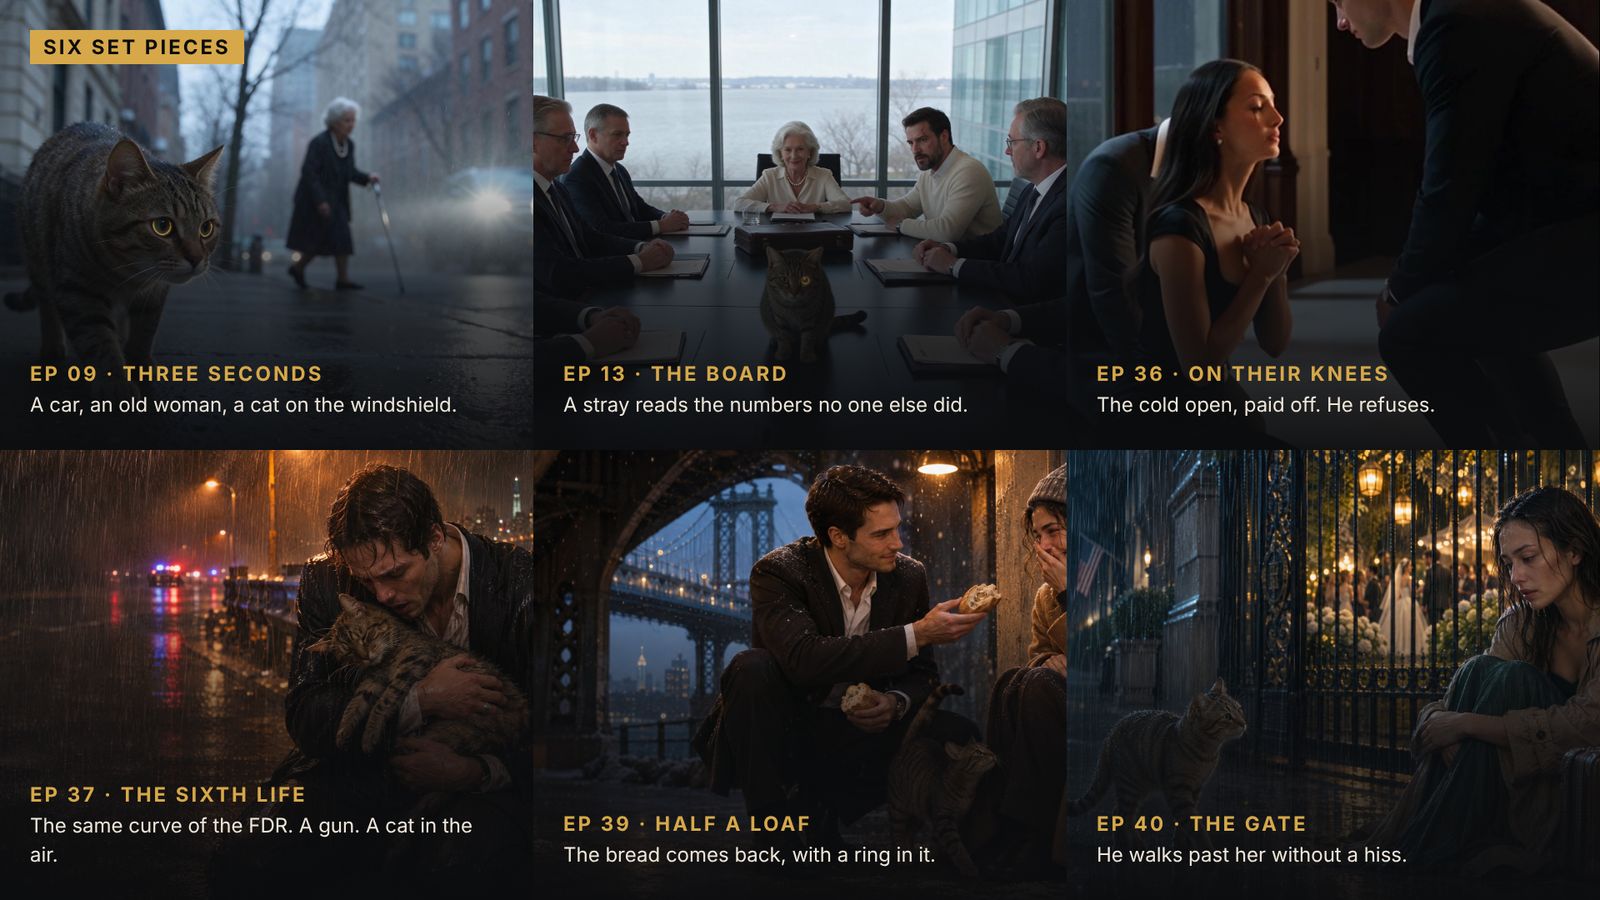 SIX SET PIECES
EP 09 · THREE SECONDS
A car, an old woman, a cat on the windshield.
EP 13 · THE BOARD
A stray reads the numbers no one else did.
EP 36 · ON THEIR KNEES
The cold open, paid off. He refuses.
EP 37 · THE SIXTH LIFE
The same curve of the FDR. A gun. A cat in the
air.
EP 39 · HALF A LOAF
The bread comes back, with a ring in it.
EP 40 · THE GATE
He walks past her without a hiss.